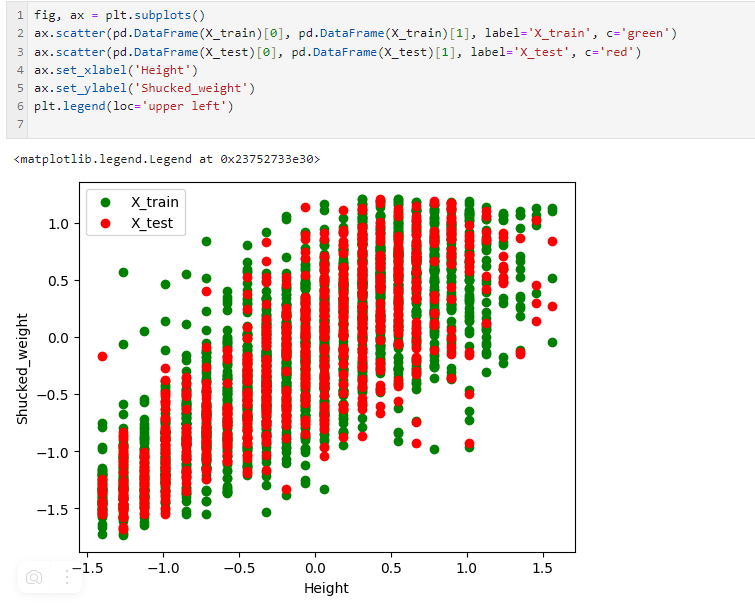 1 fig, ax = plt.subplots()
2 ax.scatter(pd.DataFrame(X_train)[0], pd.DataFrame(X_train)[1], label='X_train', c='green')
3 ax.scatter(pd.DataFrame(X_test)[0], pd.DataFrame(X_test)[1], label='X_test', c='red')
4 ax.set_xlabel('Height')
5 ax.set_ylabel('Shucked_weight')
6 plt.legend(loc='upper left')
7
<matplotlib.legend.Legend at 0x23752733e30>
X_train
X_test
1.0
0.5
0.0
−0.5
−1.0
−1.5
Shucked_weight
−1.5 −1.0 −0.5 0.0 0.5 1.0 1.5
Height